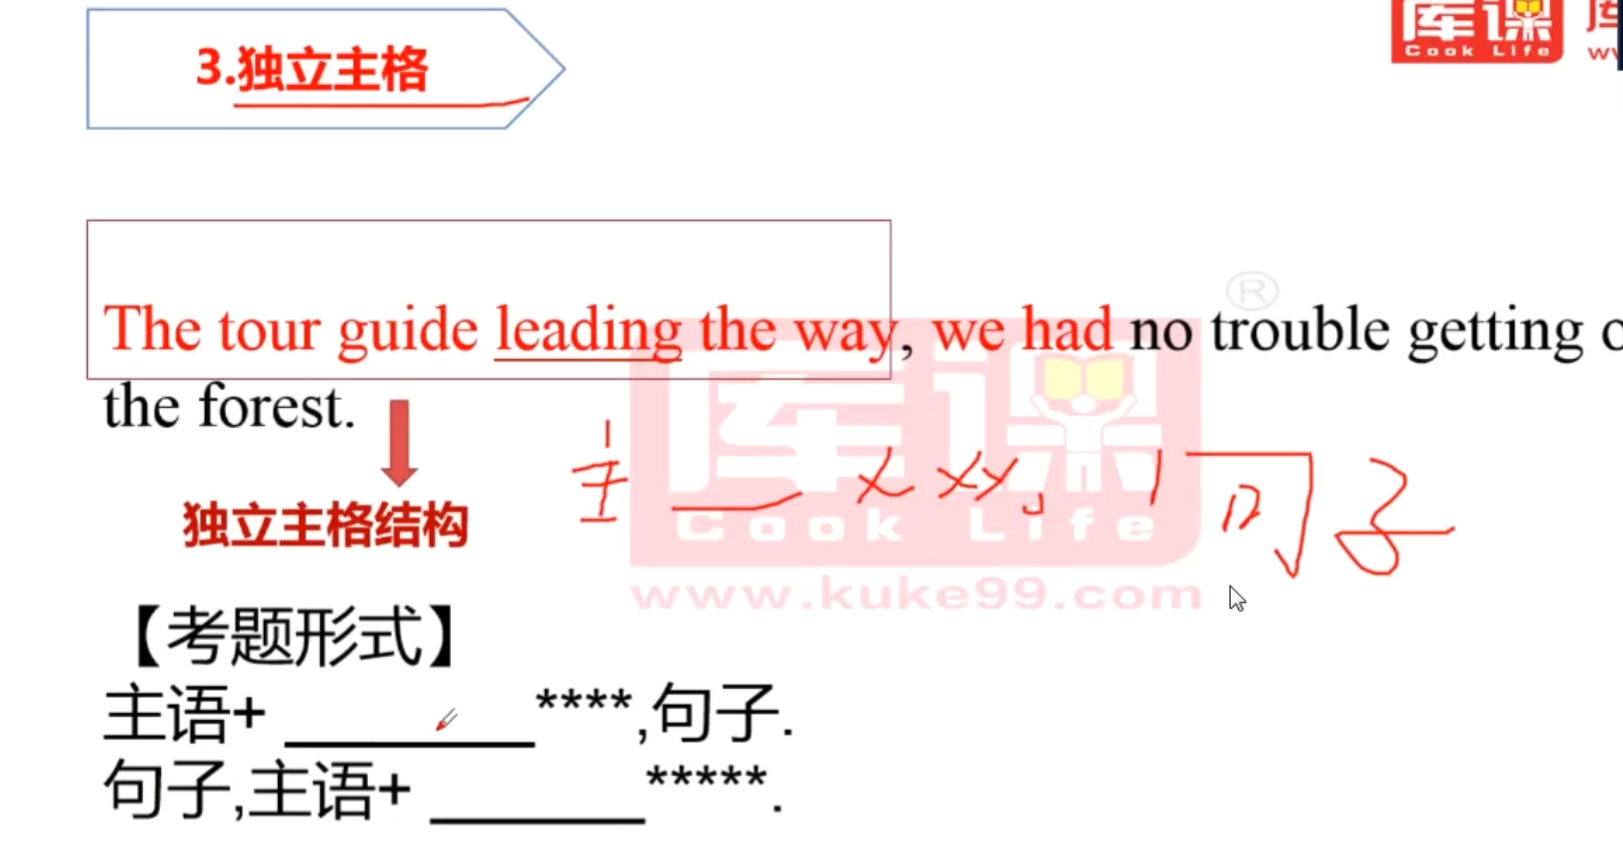 库课
Cook Life
3.独立主格
The tour guide leading the way, we had no trouble getting
the forest.
主 ＿ x xx, 句子
独立主格结构
库课
Cook Life
www.kuke99.com
®
【考题形式】
主语+ ________****,句子.
句子,主语+ _______*****.